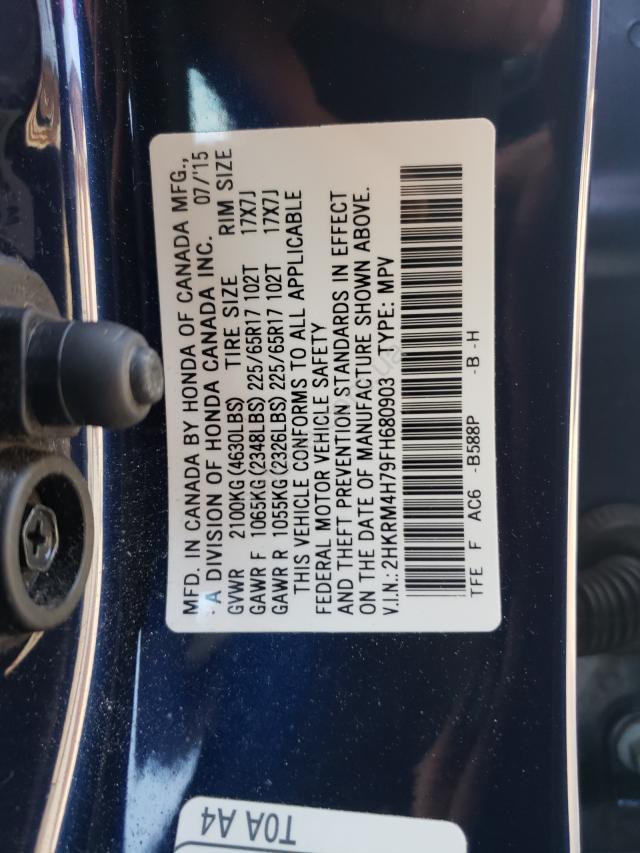 MFD. IN CANADA BY HONDA OF CANADA MFG.,
A DIVISION OF HONDA CANADA INC. 07/'15
GVWR 2100KG(4630LBS) TIRE SIZE RIM SIZE
GAWR F 1065KG(2348LBS) 225/65R17 102T 17X7J
GAWR R 1055KG(2326LBS) 225/65R17 102T 17X7J
THIS VEHICLE CONFORMS TO ALL APPLICABLE
FEDERAL MOTOR VEHICLE SAFETY
AND THEFT PREVENTION STANDARDS IN EFFECT
ON THE DATE OF MANUFACTURE SHOWN ABOVE.
V.I.N.: 2HKRM4H79FH680903 TYPE: MPV
TFE F AC6 -B588P -B -H
T0A A4